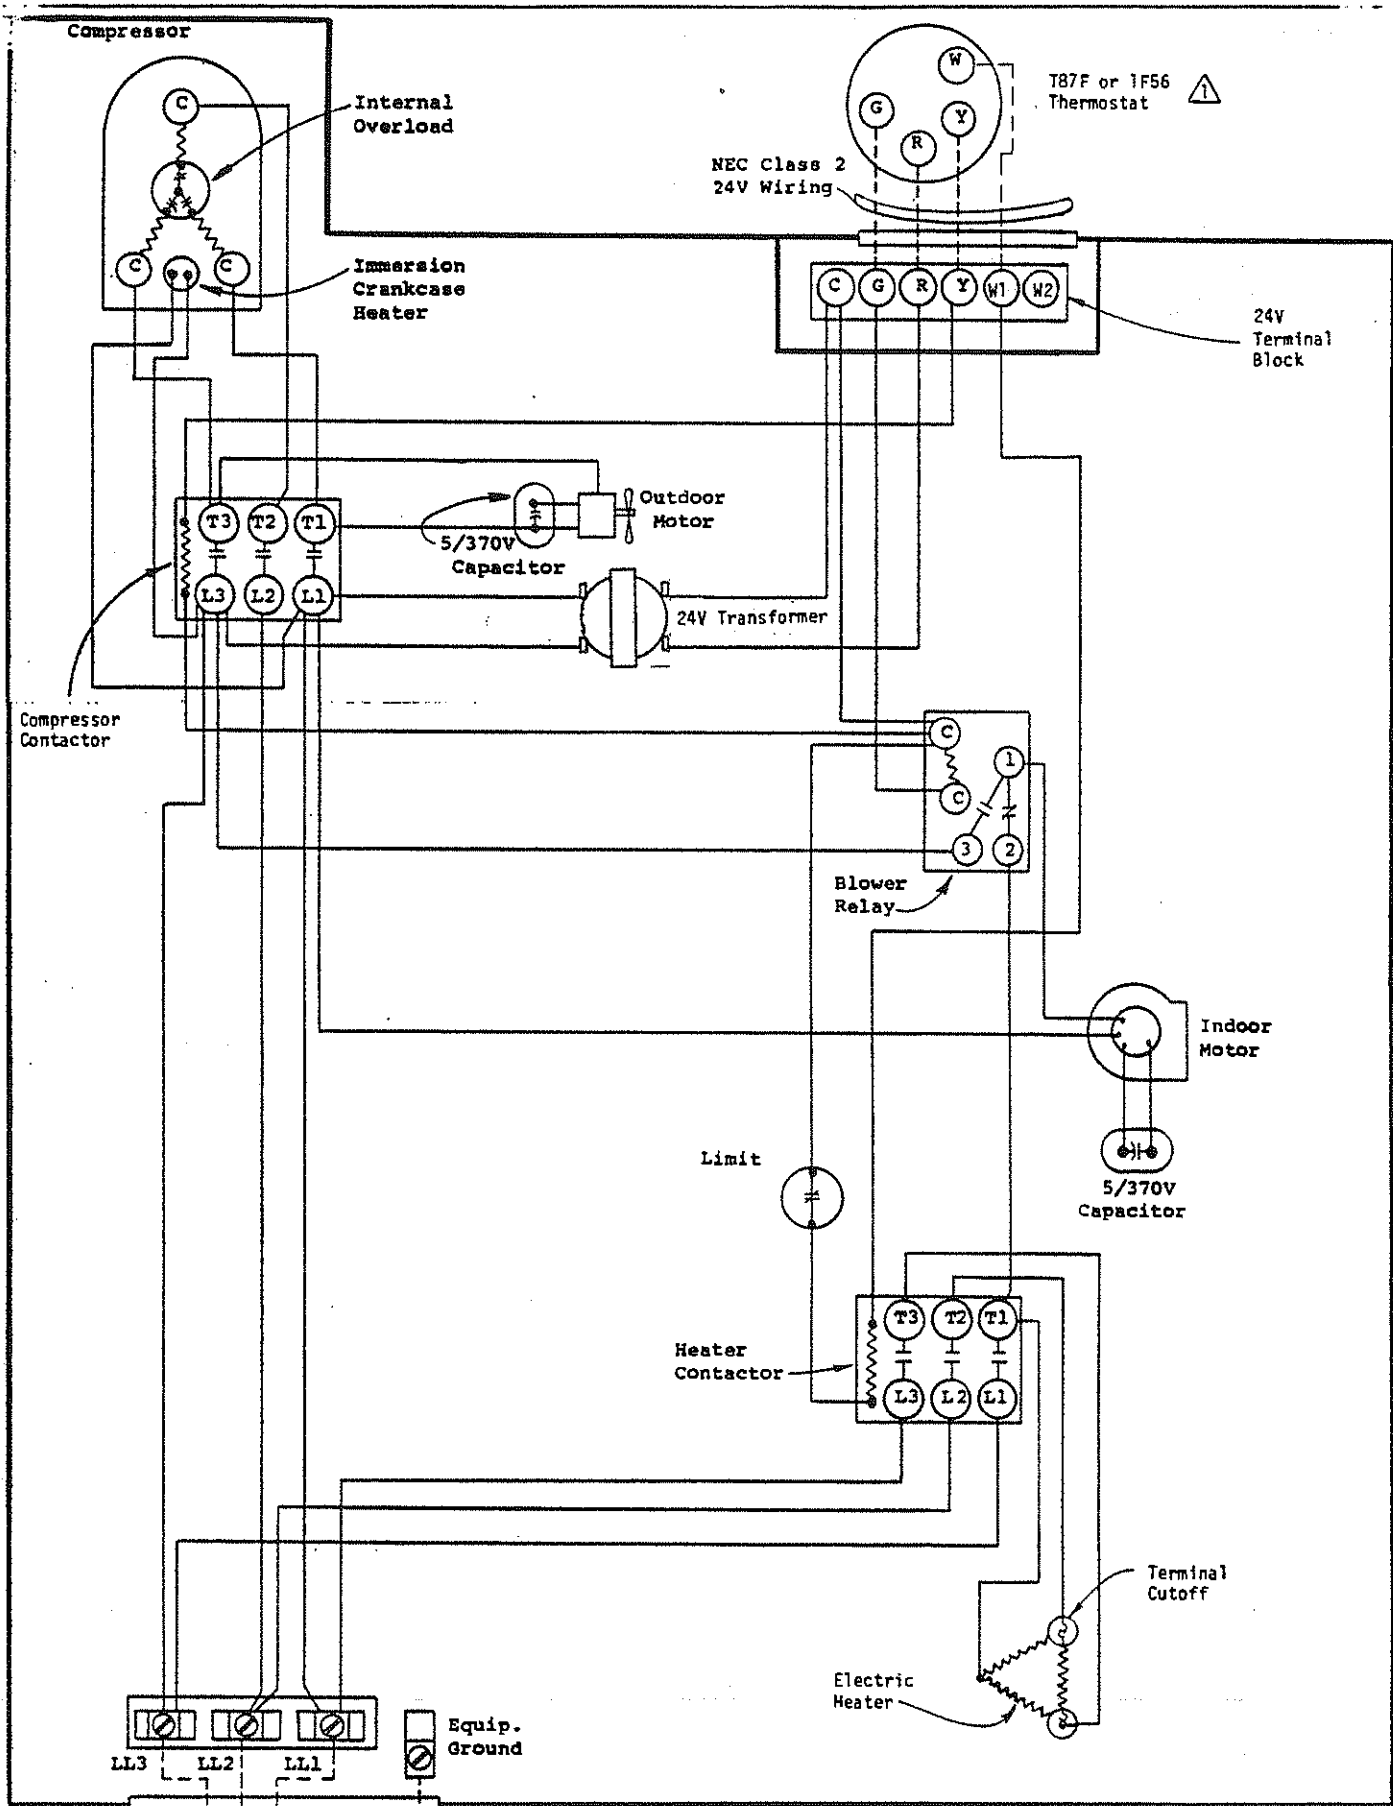 Compressor
C
Internal
Overload
C
C
Immersion
Crankcase
Heater
W
G
Y
R
T87F or 1F56
Thermostat
1
NEC Class 2
24V Wiring
C
G
R
Y
W1
W2
24V
Terminal
Block
T3
T2
T1
L3
L2
L1
5/370V
Capacitor
Outdoor
Motor
24V Transformer
Compressor
Contactor
C
C
1
3
2
Blower
Relay
Indoor
Motor
5/370V
Capacitor
Limit
T3
T2
T1
L3
L2
L1
Heater
Contactor
Terminal
Cutoff
Electric
Heater
LL3
LL2
LL1
Equip.
Ground